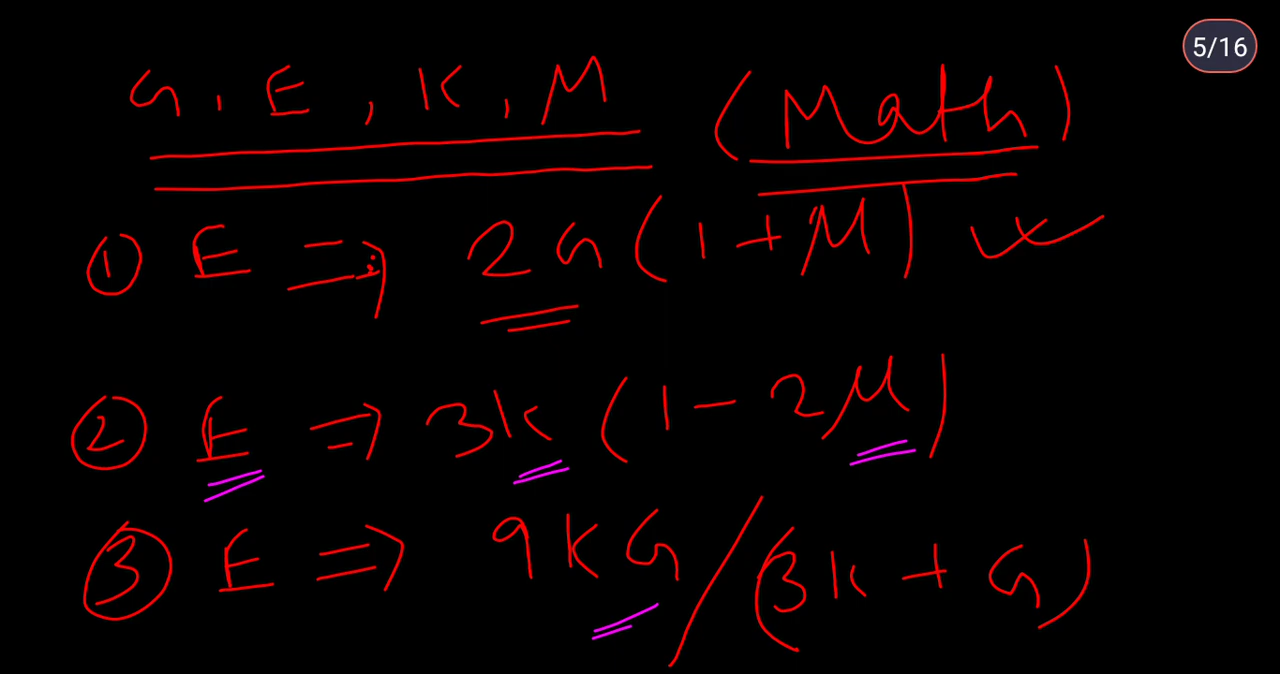 5/16
G, E, K, μ (Math)
① E ⇒ 2G(1+μ)
② E ⇒ 3K(1-2μ)
③ E ⇒ 9KG/(3K+G)